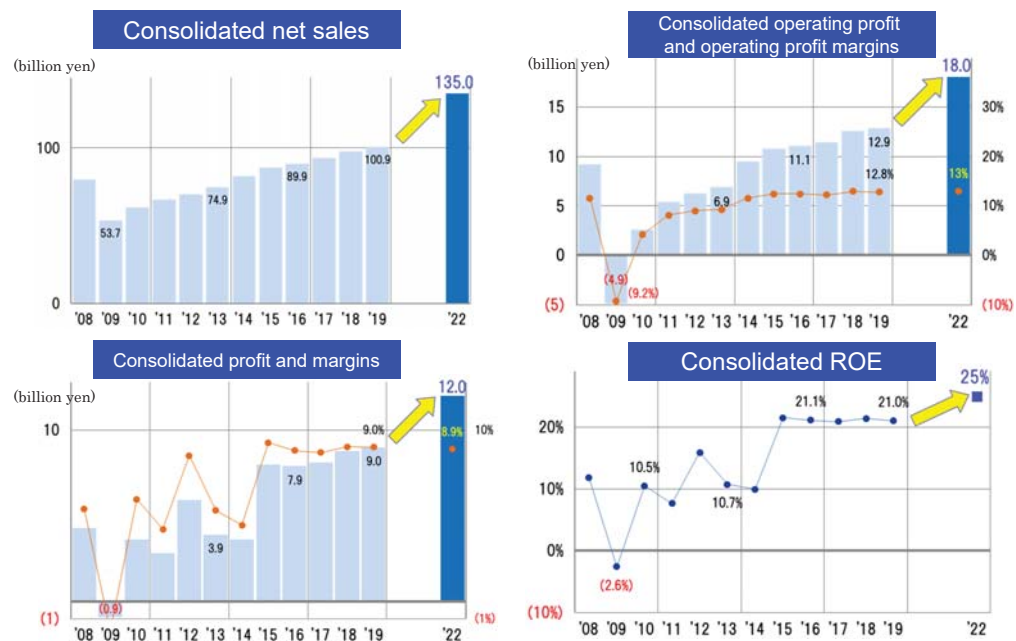 Consolidated net sales
(billion yen)
135.0
100
100.9
89.9
74.9
53.7
0
'08 '09 '10 '11 '12 '13 '14 '15 '16 '17 '18 '19 '22
Consolidated operating profit
and operating profit margins
(billion yen)
18.0
15 30%
12.9
11.1
10 20%
12.8% 13%
6.9
5 10%
0 0%
(4.9)
(9.2%)
(5) (10%)
'08 '09 '10 '11 '12 '13 '14 '15 '16 '17 '18 '19 '22
Consolidated profit and margins
(billion yen)
12.0
10 9.0% 8.9% 10%
9.0
7.9
3.9
(0.9)
(1) (1%)
'08 '09 '10 '11 '12 '13 '14 '15 '16 '17 '18 '19 '22
Consolidated ROE
25%
21.1% 21.0%
20%
10.5%
10%
10.7%
0%
(2.6%)
(10%)
'08 '09 '10 '11 '12 '13 '14 '15 '16 '17 '18 '19 '22